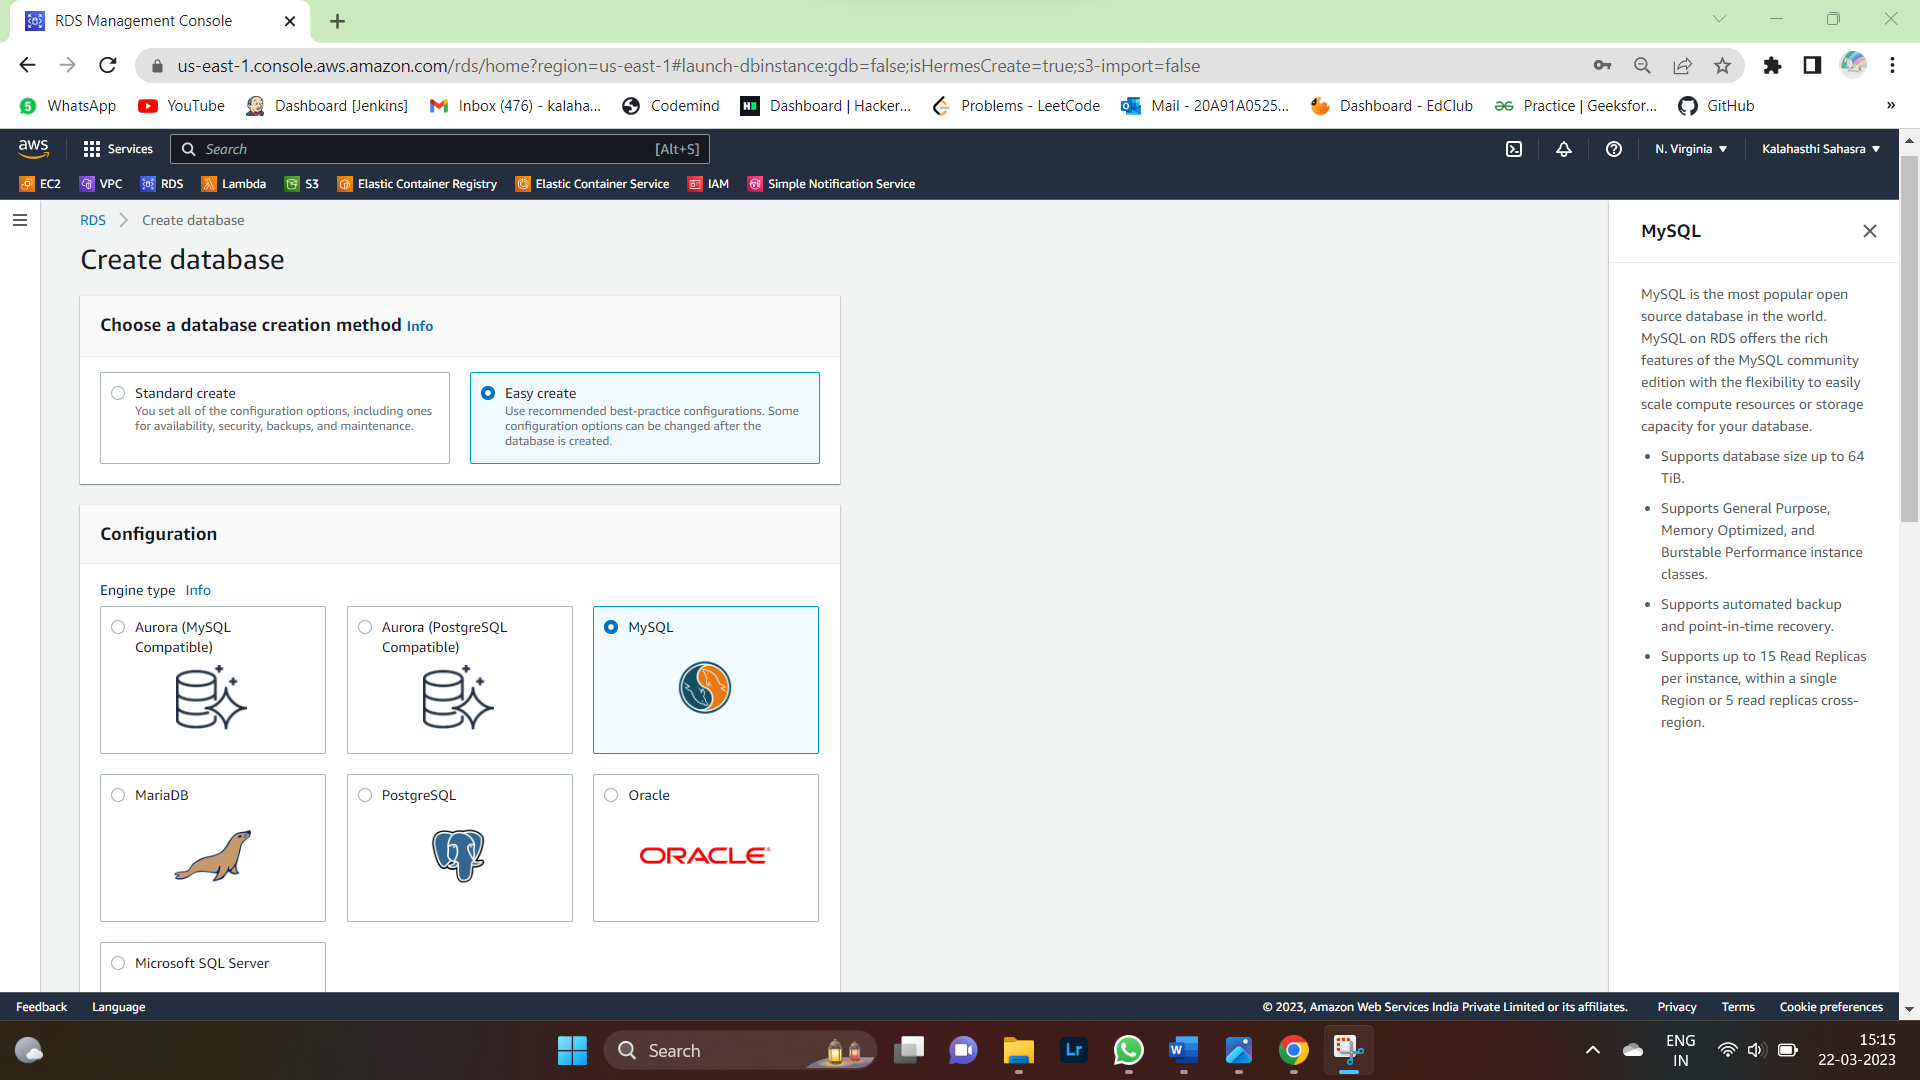 RDS Management Console
us-east-1.console.aws.amazon.com/rds/home?region=us-east-1#launch-dbinstance:gdb=false;isHermesCreate=true;s3-import=false
WhatsApp YouTube Dashboard [Jenkins] Inbox (476) - kalaha... Codemind Dashboard | Hacker... Problems - LeetCode Mail - 20A91A0525... Dashboard - EdClub Practice | Geeksfor... GitHub »
aws Services Search [Alt+S] N. Virginia Kalahasthi Sahasra
EC2 VPC RDS Lambda S3 Elastic Container Registry Elastic Container Service IAM Simple Notification Service
RDS Create database
Create database
Choose a database creation method Info
Standard create
You set all of the configuration options, including ones
for availability, security, backups, and maintenance.
Easy create
Use recommended best-practice configurations. Some
configuration options can be changed after the
database is created.
Configuration
Engine type Info
Aurora (MySQL
Compatible)
Aurora (PostgreSQL
Compatible)
MySQL
MariaDB
PostgreSQL
Oracle
ORACLE
Microsoft SQL Server
MySQL
MySQL is the most popular open
source database in the world.
MySQL on RDS offers the rich
features of the MySQL community
edition with the flexibility to easily
scale compute resources or storage
capacity for your database.
• Supports database size up to 64
TiB.
• Supports General Purpose,
Memory Optimized, and
Burstable Performance instance
classes.
• Supports automated backup
and point-in-time recovery.
• Supports up to 15 Read Replicas
per instance, within a single
Region or 5 read replicas cross-
region.
Feedback Language © 2023, Amazon Web Services India Private Limited or its affiliates. Privacy Terms Cookie preferences
Search
Lr
W
ENG
IN
15:15
22-03-2023